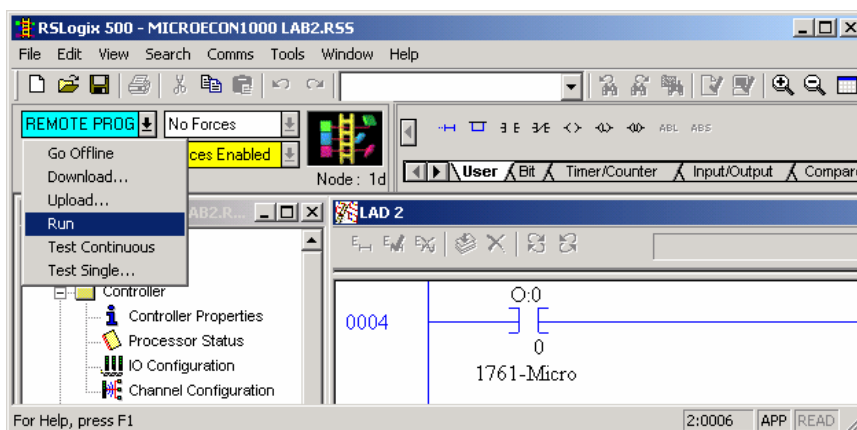 RSLogix 500 - MICROECON1000 LAB2.RSS
File Edit View Search Comms Tools Window Help
REMOTE PROG
No Forces
ces Enabled
Node : 1d
ABL ABS
User Bit Timer/Counter Input/Output Compare
Go Offline
Download...
Upload...
Run
Test Continuous
Test Single...
AB2.R...
LAD 2
Controller
Controller Properties
Processor Status
IO Configuration
Channel Configuration
0004
O:0
0
1761-Micro
For Help, press F1
2:0006 APP READ